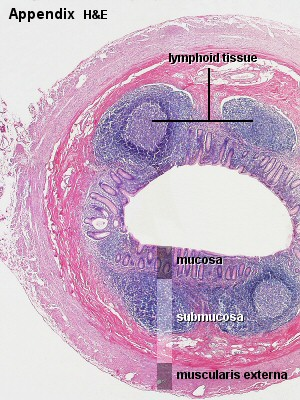 Appendix H&E
lymphoid tissue
mucosa
submucosa
muscularis externa